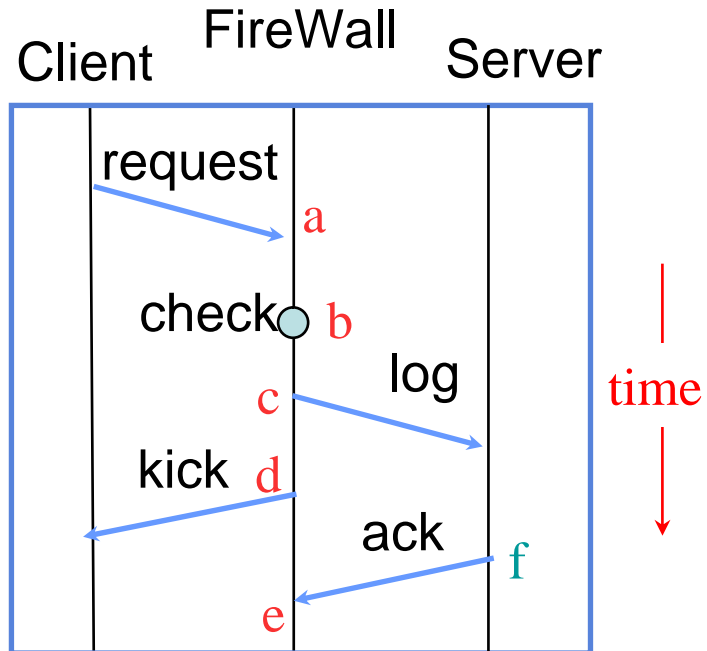 FireWall
Client
Server
request
a
check
b
log
c
time
kick
d
ack
f
e